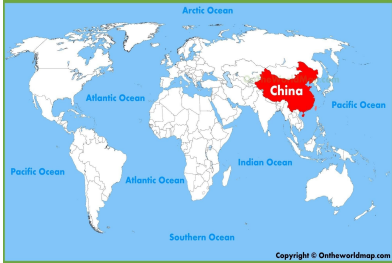 Arctic Ocean
China
Atlantic Ocean
Pacific Ocean
Indian Ocean
Pacific Ocean
Atlantic Ocean
Southern Ocean
Copyright © Ontheworldmap.com